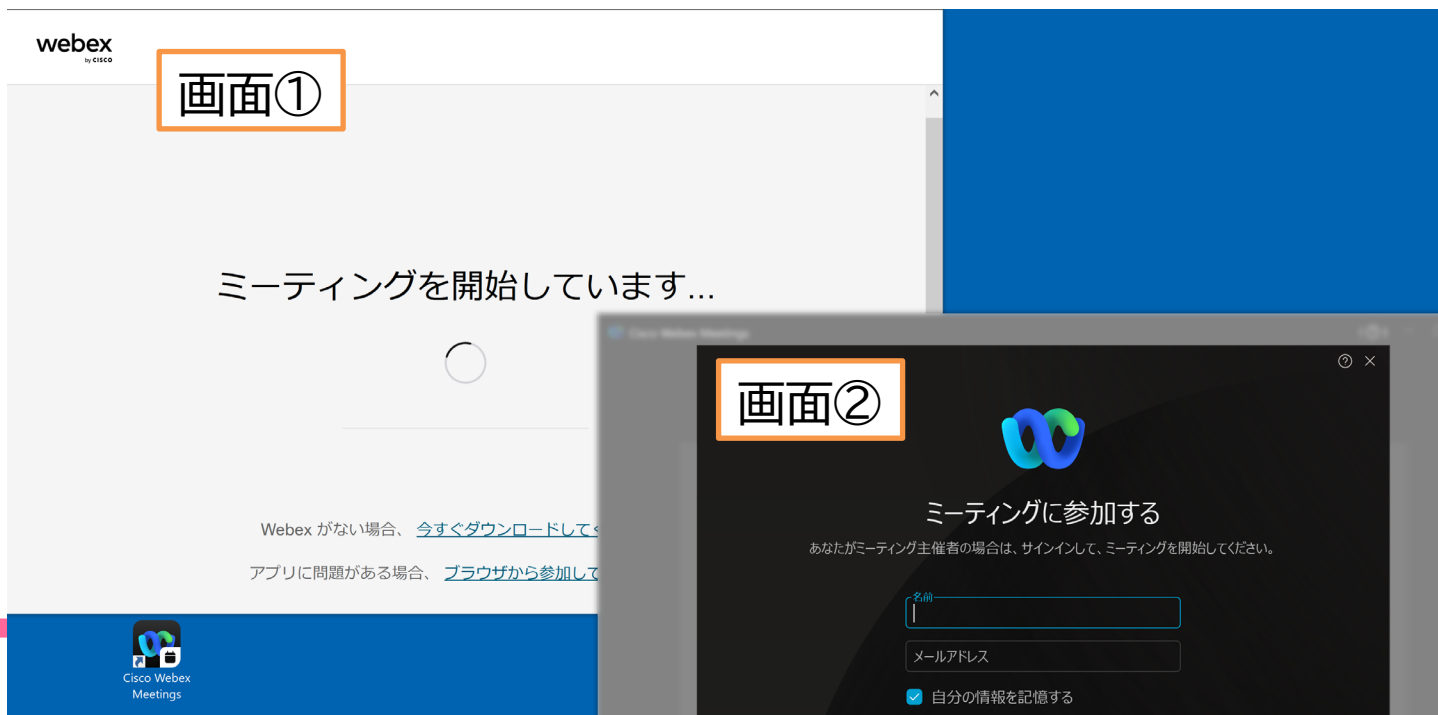 webex
by CISCO
画面①
ミーティングを開始しています...
Webex がない場合、 今すぐダウンロードして
アプリに問題がある場合、 ブラウザから参加して
Cisco Webex
Meetings
Cisco Webex Meetings
画面②
ミーティングに参加する
あなたがミーティング主催者の場合は、サインインして、ミーティングを開始してください。
名前
メールアドレス
自分の情報を記憶する